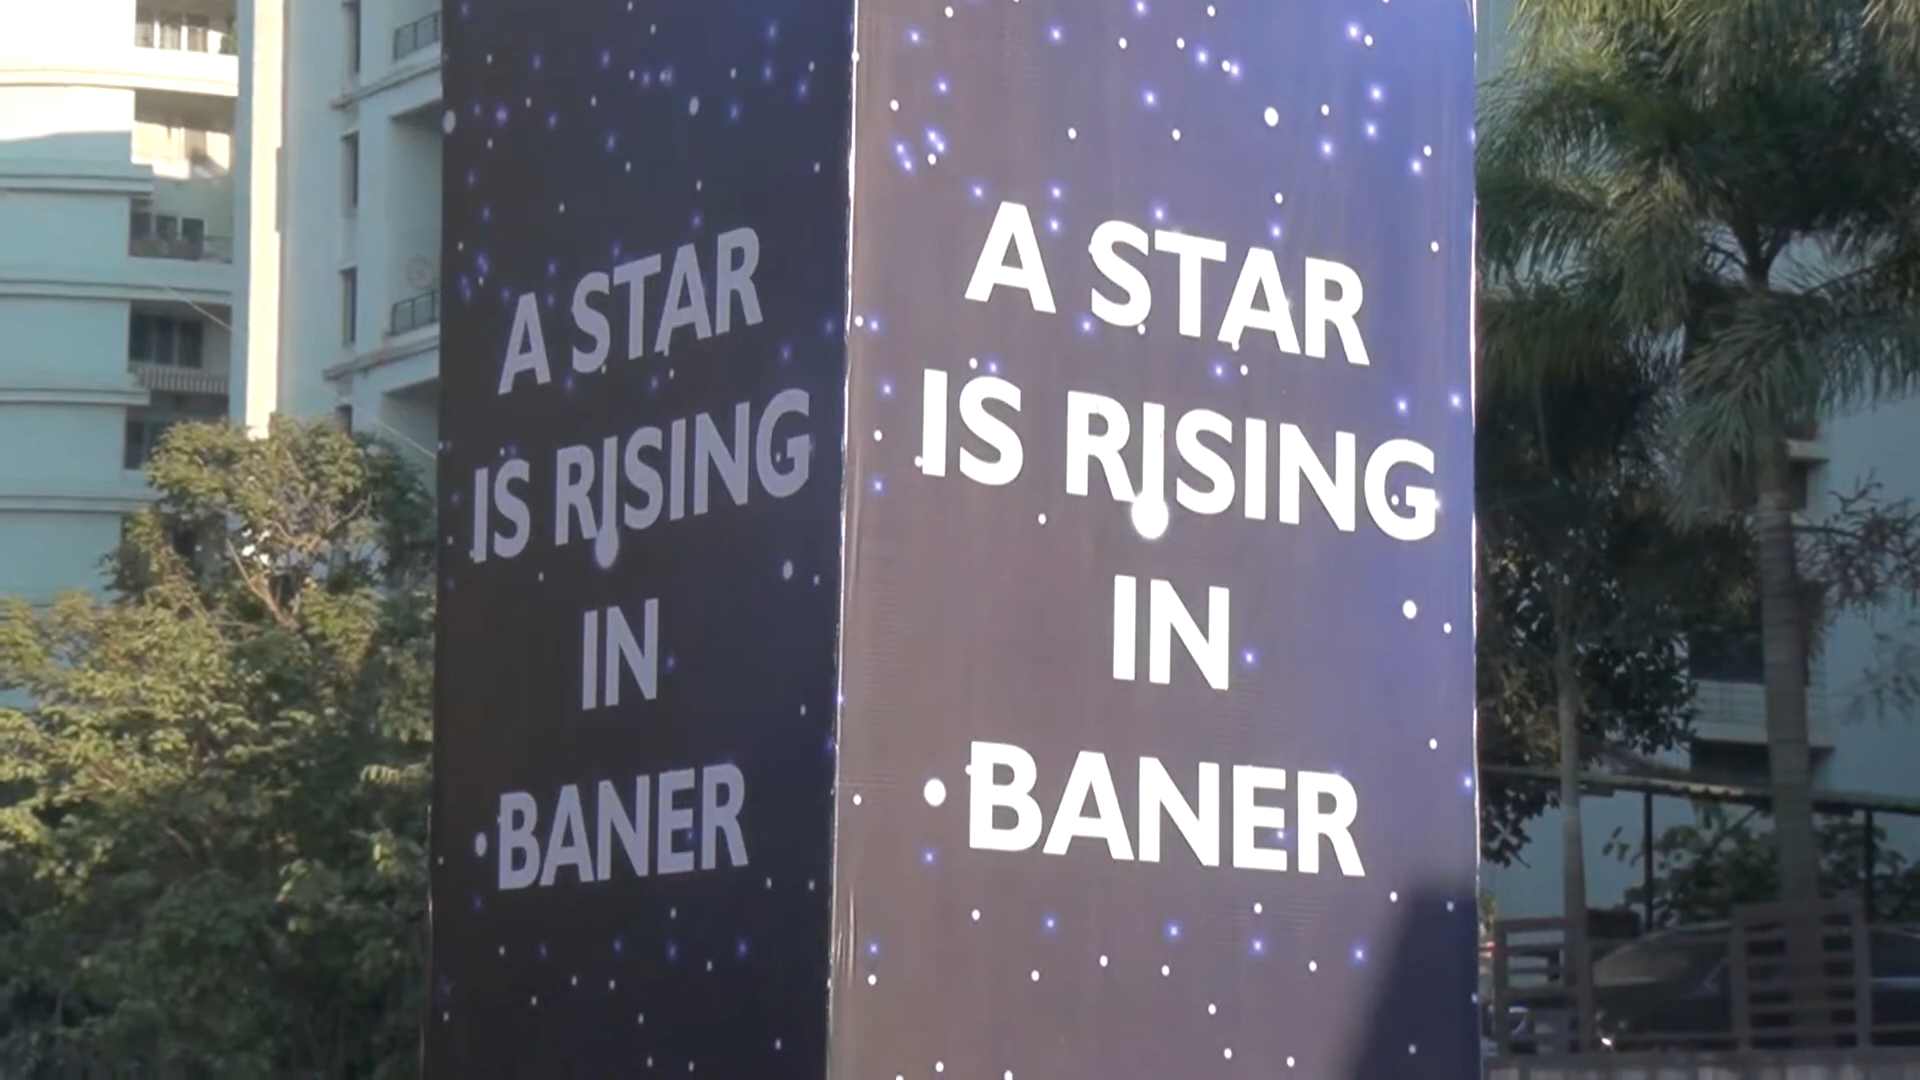 A STAR
IS RISING
IN
BANER
A STAR
IS RISING
IN
BANER